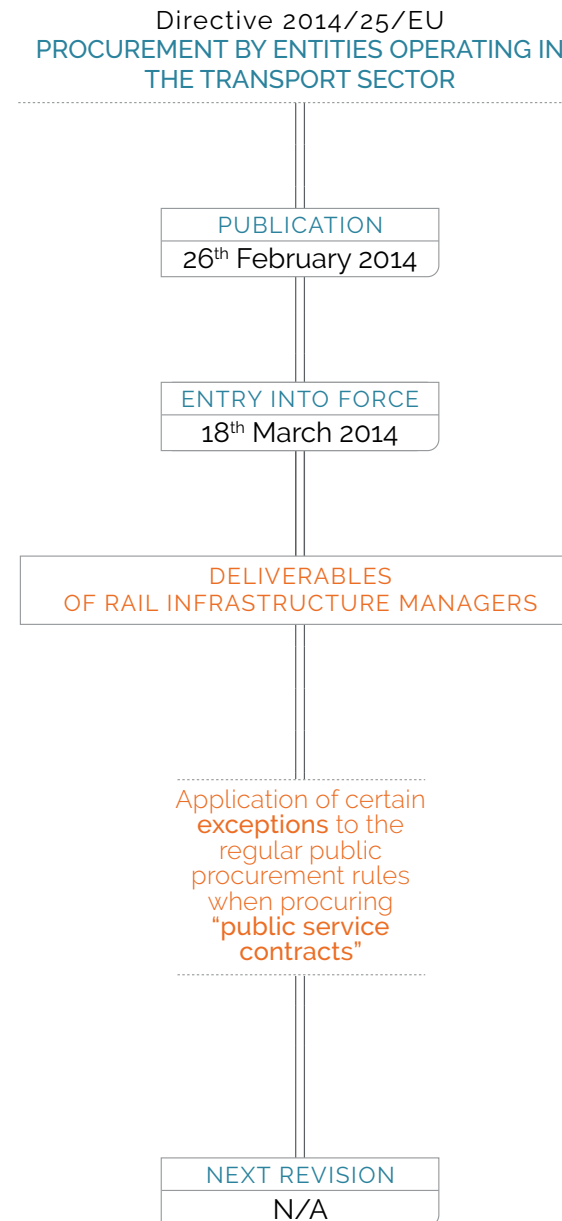 Directive 2014/25/EU
PROCUREMENT BY ENTITIES OPERATING IN
THE TRANSPORT SECTOR
PUBLICATION
26th February 2014
ENTRY INTO FORCE
18th March 2014
DELIVERABLES
OF RAIL INFRASTRUCTURE MANAGERS
Application of certain
exceptions to the
regular public
procurement rules
when procuring
“public service
contracts”
NEXT REVISION
N/A